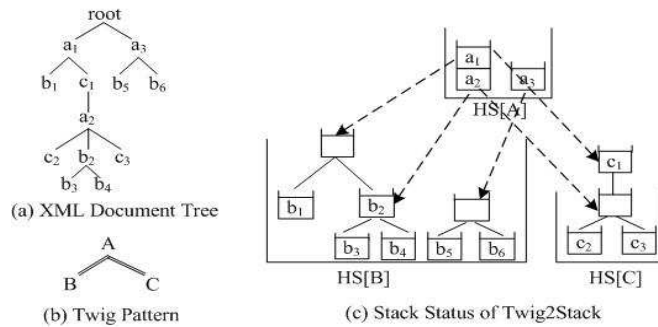 root
a1 a3
b1 c1 b5 b6
a2
c2 b2 c3
b3 b4
(a) XML Document Tree
A
B C
(b) Twig Pattern
a1
a2 a3
HS[A]
c1
b1 b2
b3 b4 b5 b6
c2 c3
HS[B] HS[C]
(c) Stack Status of Twig2Stack